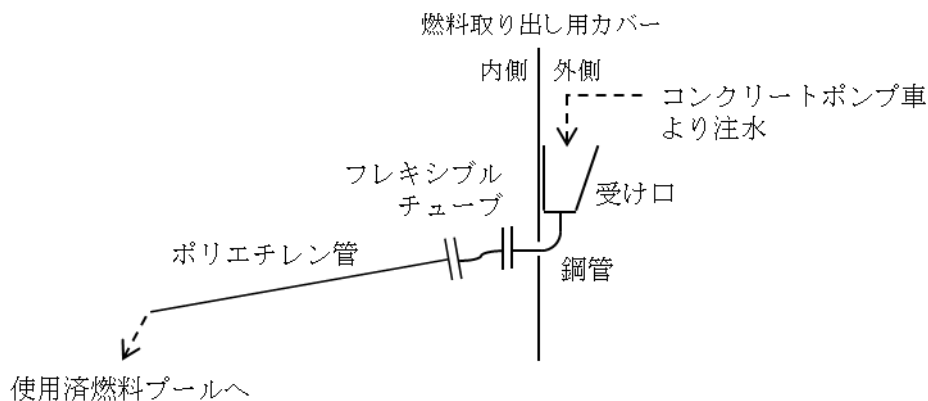 燃料取り出し用カバー
内側
外側
コンクリートポンプ車
より注水
フレキシブル
チューブ
受け口
ポリエチレン管
鋼管
使用済燃料プールへ